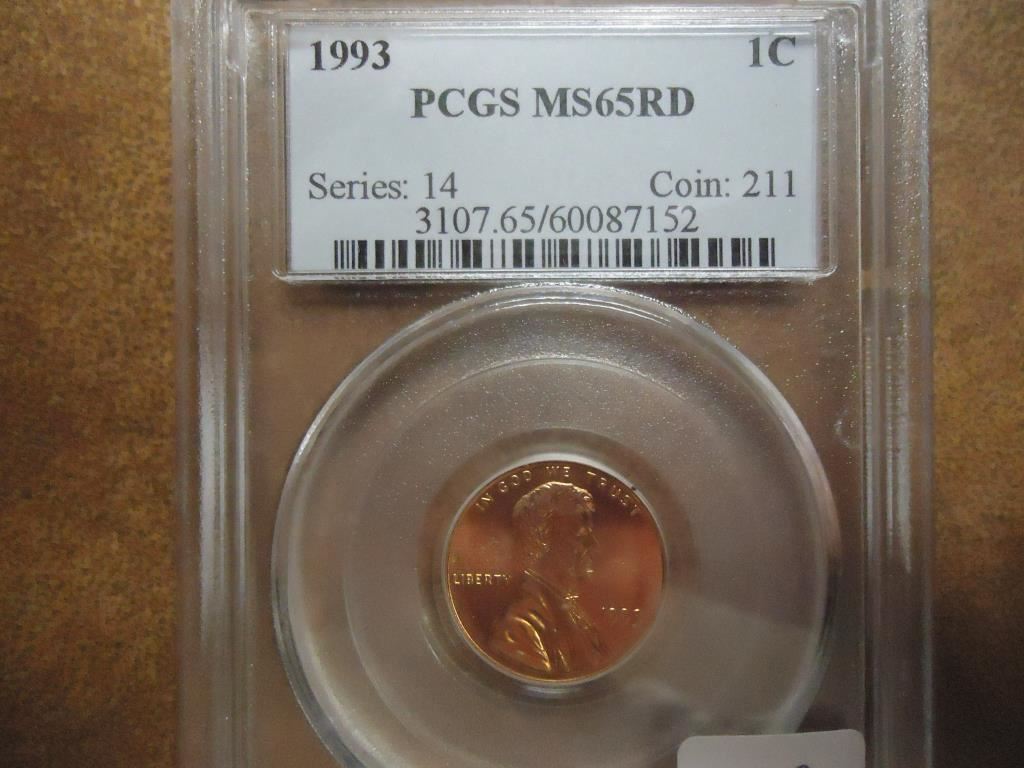 1993 1C
PCGS MS65RD
Series: 14 Coin: 211
3107.65/60087152
IN GOD WE TRUST
LIBERTY